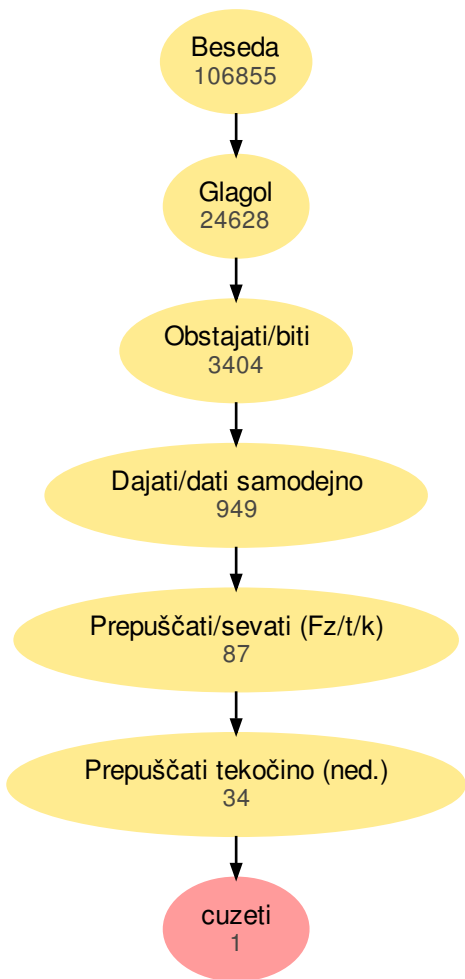 Beseda
106855
Glagol
24628
Obstajati/biti
3404
Dajati/dati samodejno
949
Prepuščati/sevati (Fz/t/k)
87
Prepuščati tekočino (ned.)
34
cuzeti
1